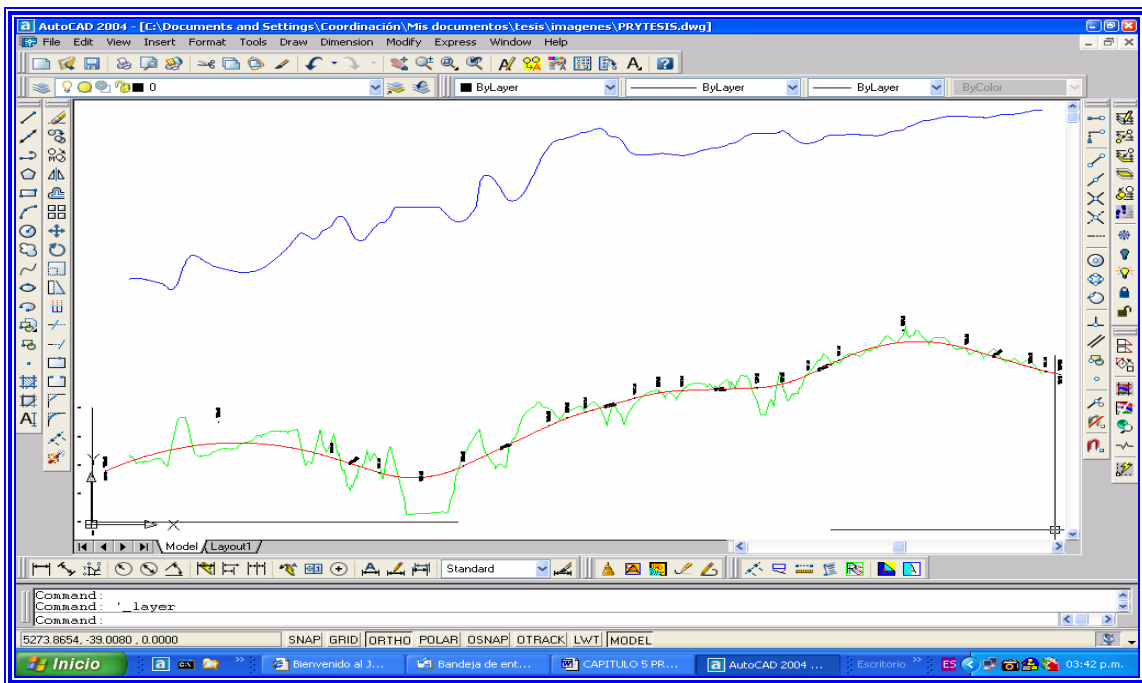 AutoCAD 2004 - [C:\Documents and Settings\Coordinación\Mis documentos\tesis\imagenes\PRYTESIS.dwg]
File Edit View Insert Format Tools Draw Dimension Modify Express Window Help
0 ByLayer ByLayer ByLayer ByColor
Y
X
Model Layout1
Standard
Command:
Command: '_layer
Command:
5273.8654, -39.0080 , 0.0000 SNAP GRID ORTHO POLAR OSNAP OTRACK LWT MODEL
Inicio Bienvenido al J... Bandeja de ent... CAPITULO 5 PR... AutoCAD 2004 ... Escritorio ES 03:42 p.m.